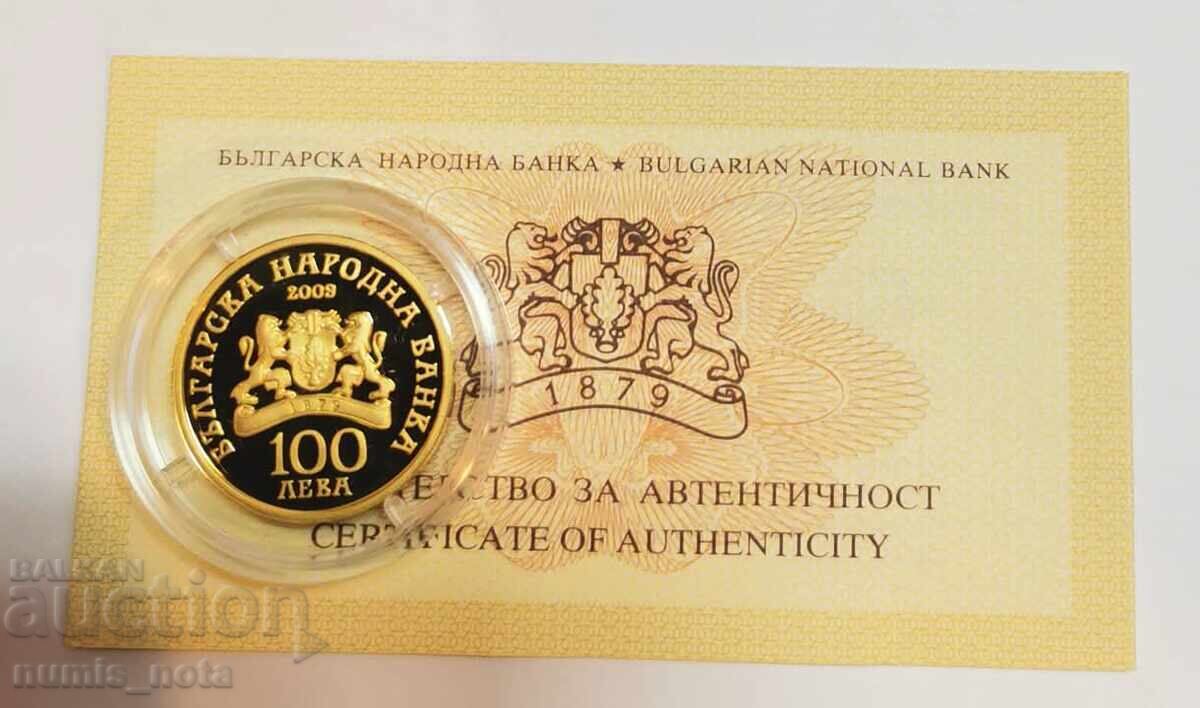 БЪЛГАРСКА НАРОДНА БАНКА ★ BULGARIAN NATIONAL BANK
1879
ЗА АВТЕНТИЧНОСТ
CERTIFICATE OF AUTHENTICITY
БЪЛГАРСКА НАРОДНА БАНКА
2009
1879
100
ЛЕВА
BALKAN
auction
numis_nota